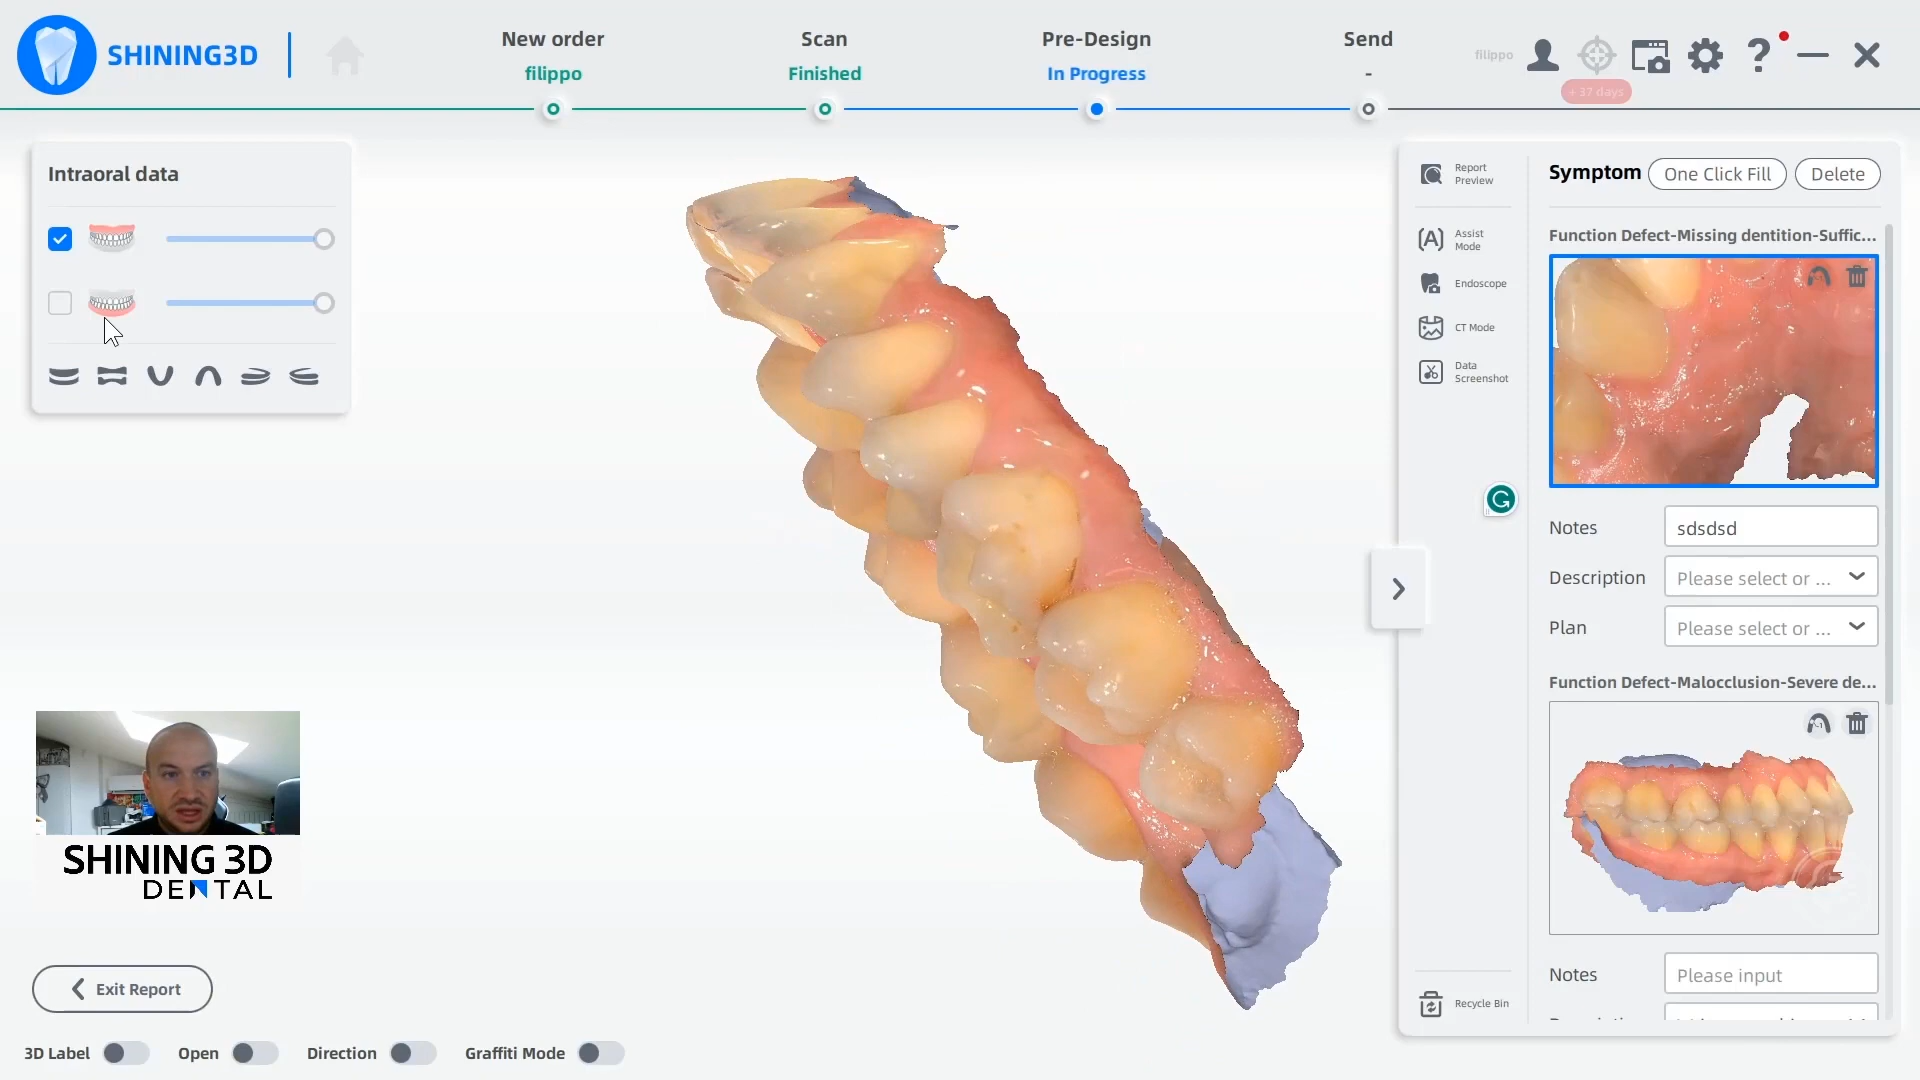 SHINING3D
New order
filippo
Scan
Finished
Pre-Design
In Progress
Send
-
filippo
+ 37 days
Intraoral data
Report Preview
Assist Mode
Endoscope
CT Mode
Data Screenshot
Recycle Bin
Symptom
One Click Fill
Delete
Function Defect-Missing dentition-Suffic...
Notes
sdsdsd
Description
Please select or ...
Plan
Please select or ...
Function Defect-Malocclusion-Severe de...
Notes
Please input
SHINING 3D
DENTAL
Exit Report
3D Label
Open
Direction
Graffiti Mode